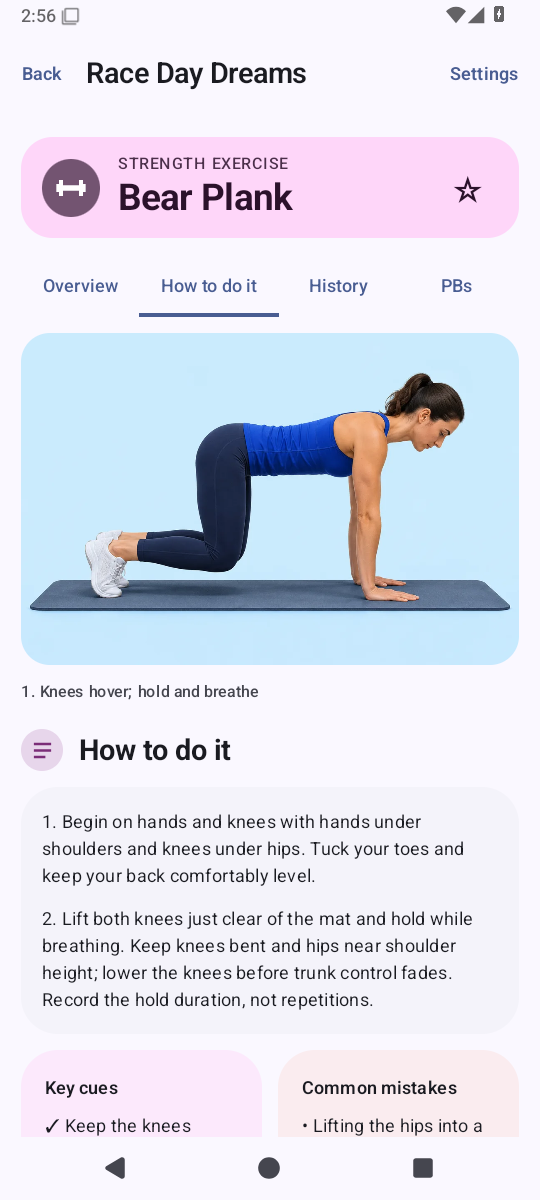 2:56
Back
Race Day Dreams
Settings
STRENGTH EXERCISE
Bear Plank
Overview
How to do it
History
PBs
1. Knees hover; hold and breathe
How to do it
1. Begin on hands and knees with hands under
shoulders and knees under hips. Tuck your toes and
keep your back comfortably level.
2. Lift both knees just clear of the mat and hold while
breathing. Keep knees bent and hips near shoulder
height; lower the knees before trunk control fades.
Record the hold duration, not repetitions.
Key cues
✓ Keep the knees
Common mistakes
• Lifting the hips into a